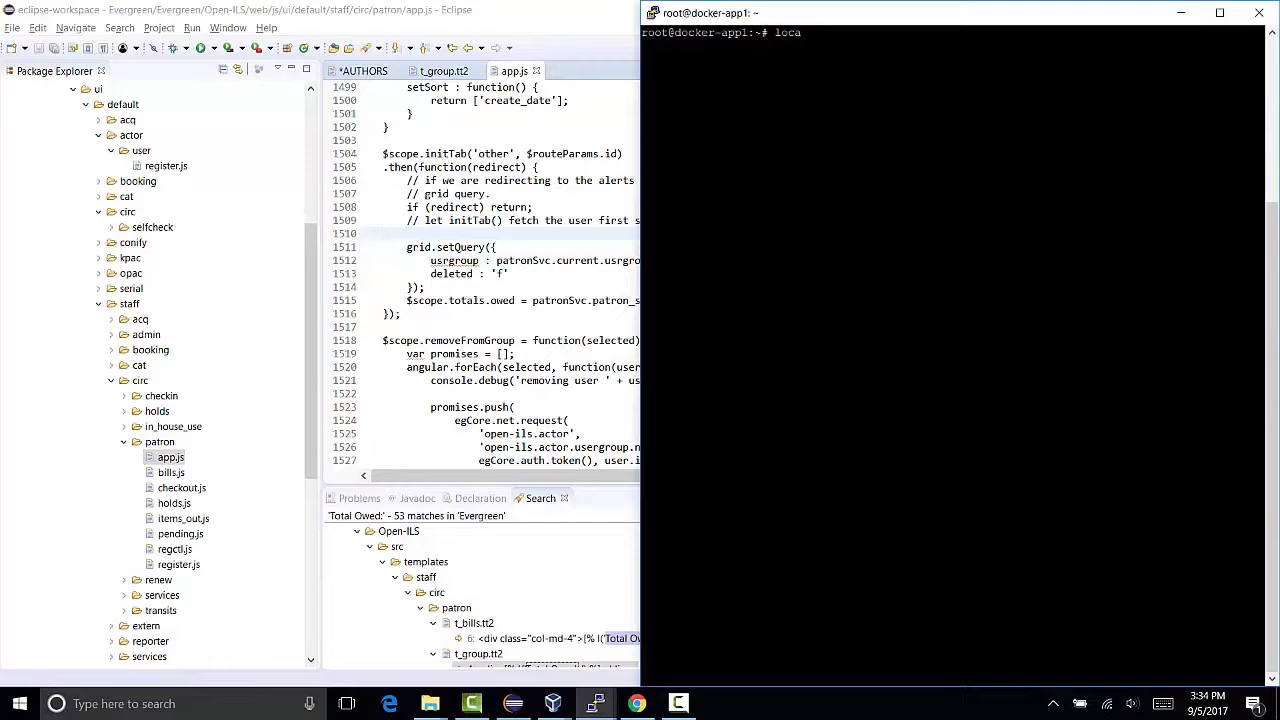 eclipse-workspace - Evergreen/Evergreen/Open-ILS/web/js/ui/default/staff/circ/patron/app.js - Eclipse
File Edit Navigate Search Project Run Window Help
Package Explorer
ui
default
acq
actor
user
register.js
booking
cat
circ
selfcheck
conify
kpac
opac
serial
staff
acq
admin
booking
cat
circ
checkin
holds
in_house_use
patron
app.js
bills.js
checkout.js
holds.js
items_out.js
pending.js
regctl.js
register.js
renew
services
transits
extern
reporter
services
*AUTHORS t_group.tt2 app.js
1499 setSort : function() {
1500 return ['create_date'];
1501 }
1502 }
1503
1504 $scope.initTab('other', $routeParams.id)
1505 .then(function(redirect) {
1506 // if we are redirecting to the alerts
1507 // grid query.
1508 if (redirect) return;
1509 // let initTab() fetch the user first s
1510
1511 grid.setQuery({
1512 usrgroup : patronSvc.current.usrgro
1513 deleted : 'f'
1514 });
1515 $scope.totals.owed = patronSvc.patron_s
1516 });
1517
1518 $scope.removeFromGroup = function(selected)
1519 var promises = [];
1520 angular.forEach(selected, function(user
1521 console.debug('removing user ' + us
1522
1523 promises.push(
1524 egCore.net.request(
1525 'open-ils.actor',
1526 'open-ils.actor.usergroup.n
1527 egCore.auth.token(), user.i
Problems Javadoc Declaration Search
'Total Owed:' - 53 matches in 'Evergreen'
Open-ILS
src
templates
staff
circ
patron
t_bills.tt2
6: <div class="col-md-4">[% l('Total Ow
t_group.tt2
root@docker-app1: ~
root@docker-app1:~# loca
Type here to search
3:34 PM
9/5/2017
1